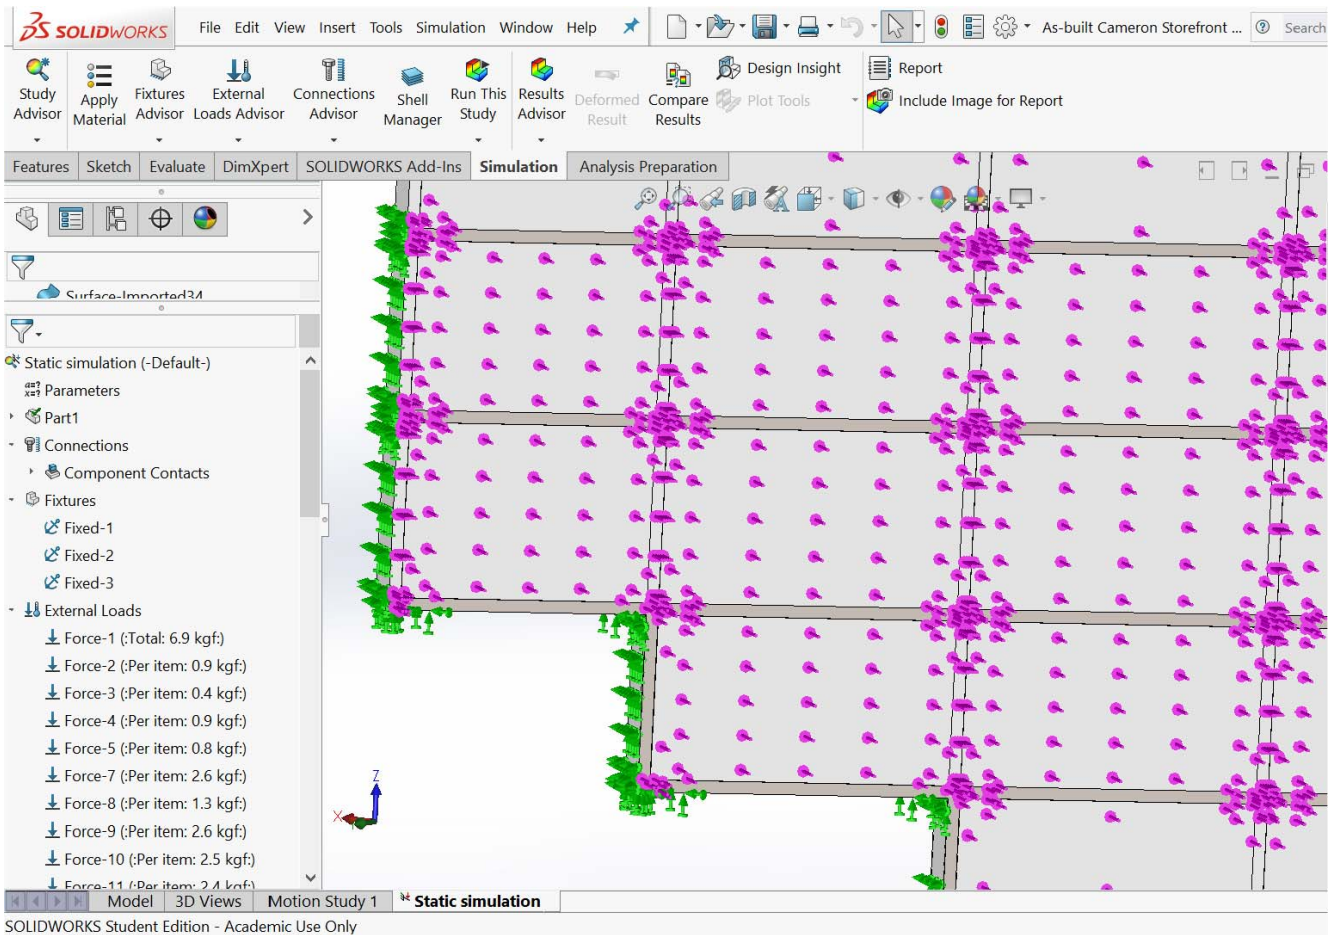 SOLIDWORKS File Edit View Insert Tools Simulation Window Help As-built Cameron Storefront ... Search
Study Advisor
Apply Material
Fixtures Advisor
External Loads Advisor
Connections Advisor
Shell Manager
Run This Study
Results Advisor
Deformed Result
Compare Results
Design Insight
Plot Tools
Report
Include Image for Report
Features Sketch Evaluate DimXpert SOLIDWORKS Add-Ins Simulation Analysis Preparation
Surface-Imported34
Static simulation (-Default-)
Parameters
Part1
Connections
Component Contacts
Fixtures
Fixed-1
Fixed-2
Fixed-3
External Loads
Force-1 (:Total: 6.9 kgf:)
Force-2 (:Per item: 0.9 kgf:)
Force-3 (:Per item: 0.4 kgf:)
Force-4 (:Per item: 0.9 kgf:)
Force-5 (:Per item: 0.8 kgf:)
Force-7 (:Per item: 2.6 kgf:)
Force-8 (:Per item: 1.3 kgf:)
Force-9 (:Per item: 2.6 kgf:)
Force-10 (:Per item: 2.5 kgf:)
Force-11 (:Per item: 2.4 kgf:)
Z
X
Model 3D Views Motion Study 1 Static simulation
SOLIDWORKS Student Edition - Academic Use Only